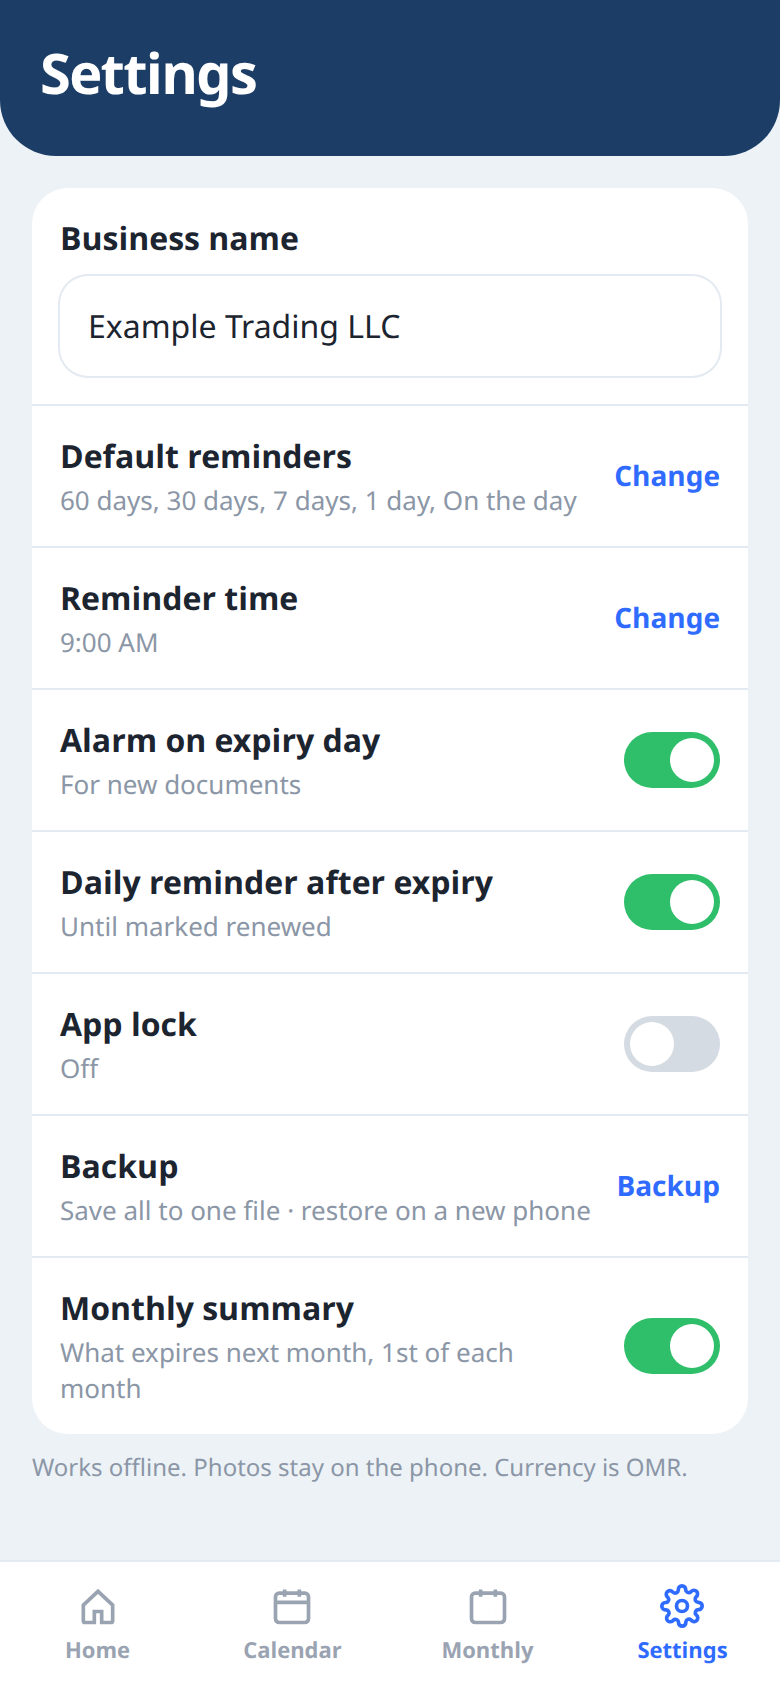 Settings
Business name
Example Trading LLC
Default reminders
60 days, 30 days, 7 days, 1 day, On the day
Change
Reminder time
9:00 AM
Change
Alarm on expiry day
For new documents
Daily reminder after expiry
Until marked renewed
App lock
Off
Backup
Save all to one file · restore on a new phone
Backup
Monthly summary
What expires next month, 1st of each
month
Works offline. Photos stay on the phone. Currency is OMR.
Home
Calendar
Monthly
Settings